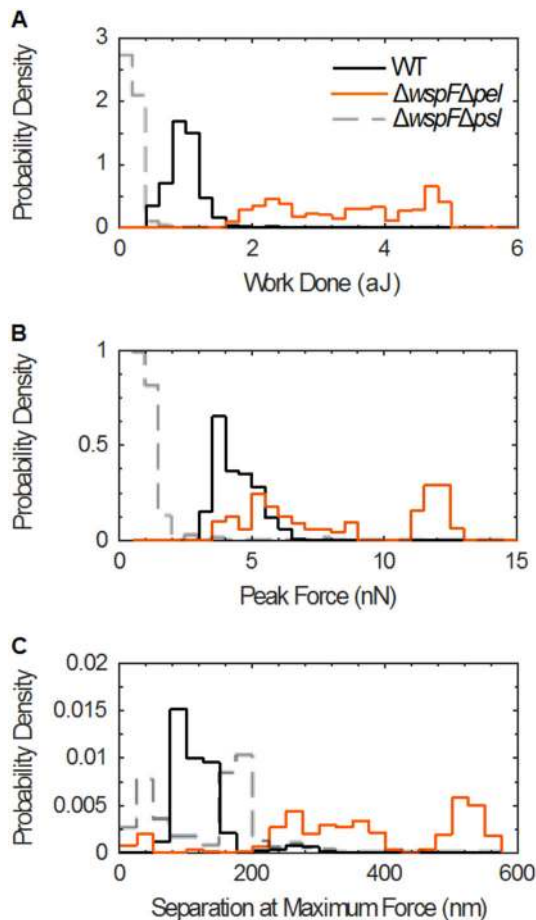 A
Probability Density
3
2
1
0
WT
ΔwspFΔpel
ΔwspFΔpsl
0 2 4 6
Work Done (aJ)
B
Probability Density
1
0.5
0
0 5 10 15
Peak Force (nN)
C
Probability Density
0.02
0.015
0.01
0.005
0
0 200 400 600
Separation at Maximum Force (nm)